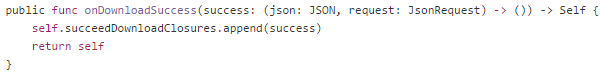 public func onDownloadSuccess(success: (json: JSON, request: JsonRequest) -> ()) -> Self {
    self.succeedDownloadClosures.append(success)
    return self
}